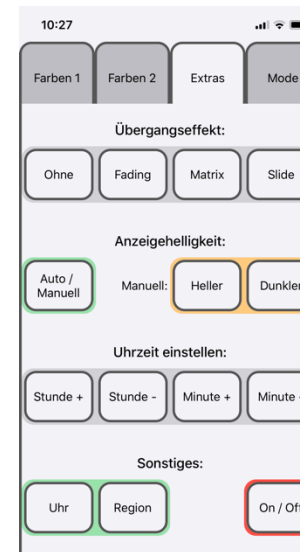 10:27
Farben 1 Farben 2 Extras Mode
Übergangseffekt:
Ohne Fading Matrix Slide
Anzeigehelligkeit:
Auto / Manuell Manuell: Heller Dunkler
Uhrzeit einstellen:
Stunde + Stunde - Minute + Minute -
Sonstiges:
Uhr Region On / Off